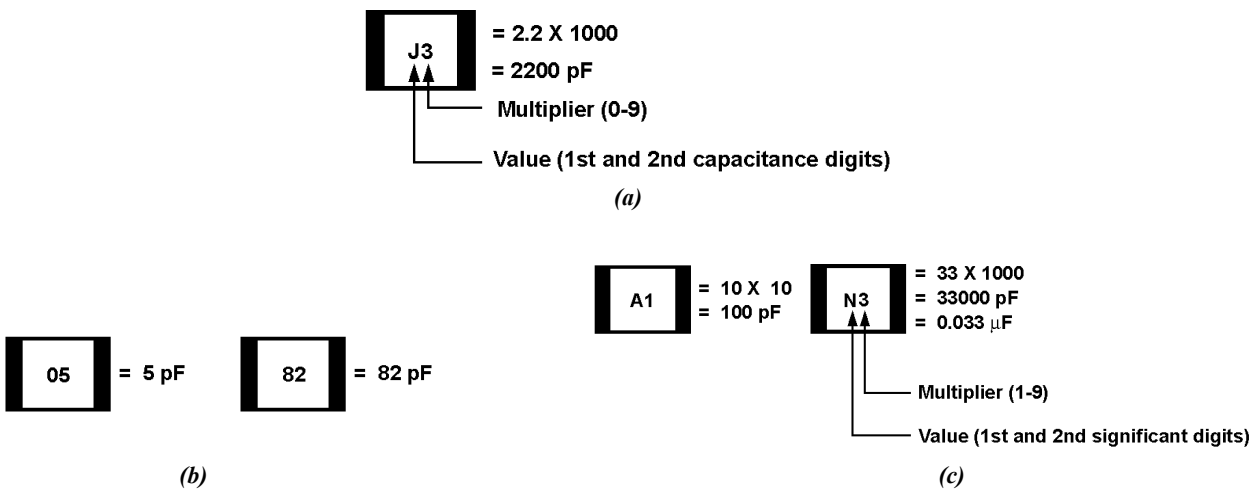 J3
= 2.2 X 1000
= 2200 pF
Multiplier (0-9)
Value (1st and 2nd capacitance digits)
(a)
05
= 5 pF
82
= 82 pF
(b)
A1
= 10 X 10
= 100 pF
N3
= 33 X 1000
= 33000 pF
= 0.033 μF
Multiplier (1-9)
Value (1st and 2nd significant digits)
(c)